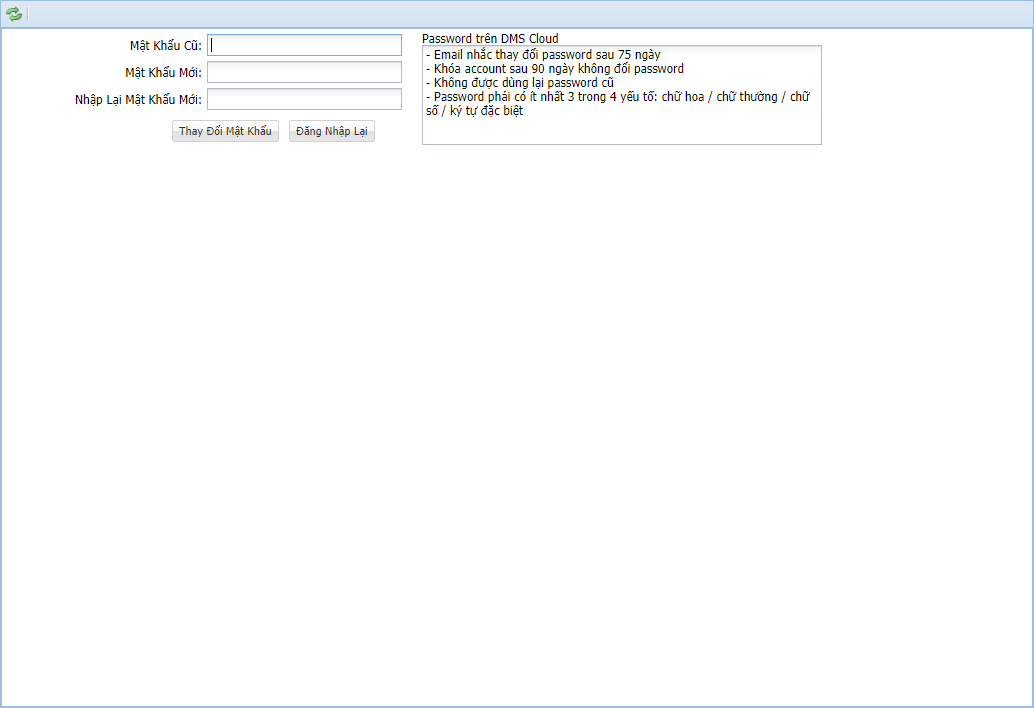 Mật Khẩu Cũ:
Mật Khẩu Mới:
Nhập Lại Mật Khẩu Mới:
Thay Đổi Mật Khẩu
Đăng Nhập Lại
Password trên DMS Cloud
- Email nhắc thay đổi password sau 75 ngày
- Khóa account sau 90 ngày không đổi password
- Không được dùng lại password cũ
- Password phải có ít nhất 3 trong 4 yếu tố: chữ hoa / chữ thường / chữ
số / ký tự đặc biệt